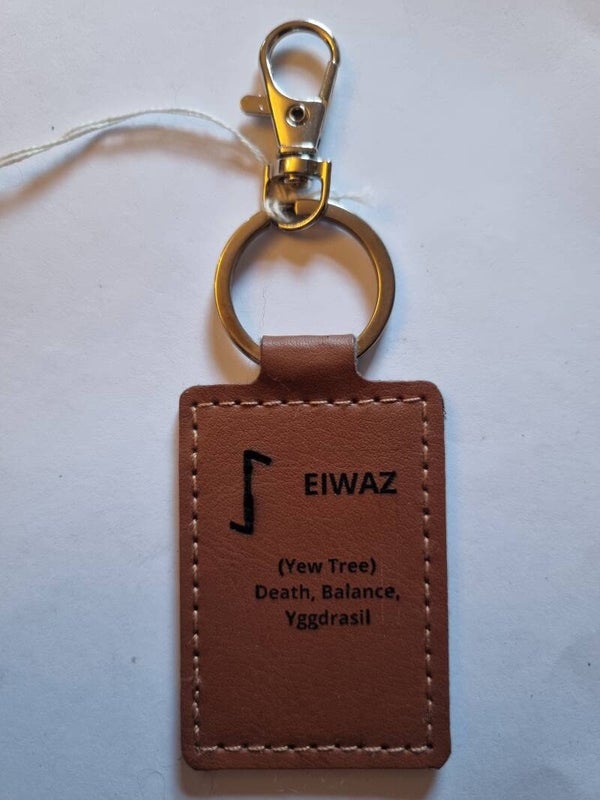 ᛇ EIWAZ
(Yew Tree)
Death, Balance,
Yggdrasil